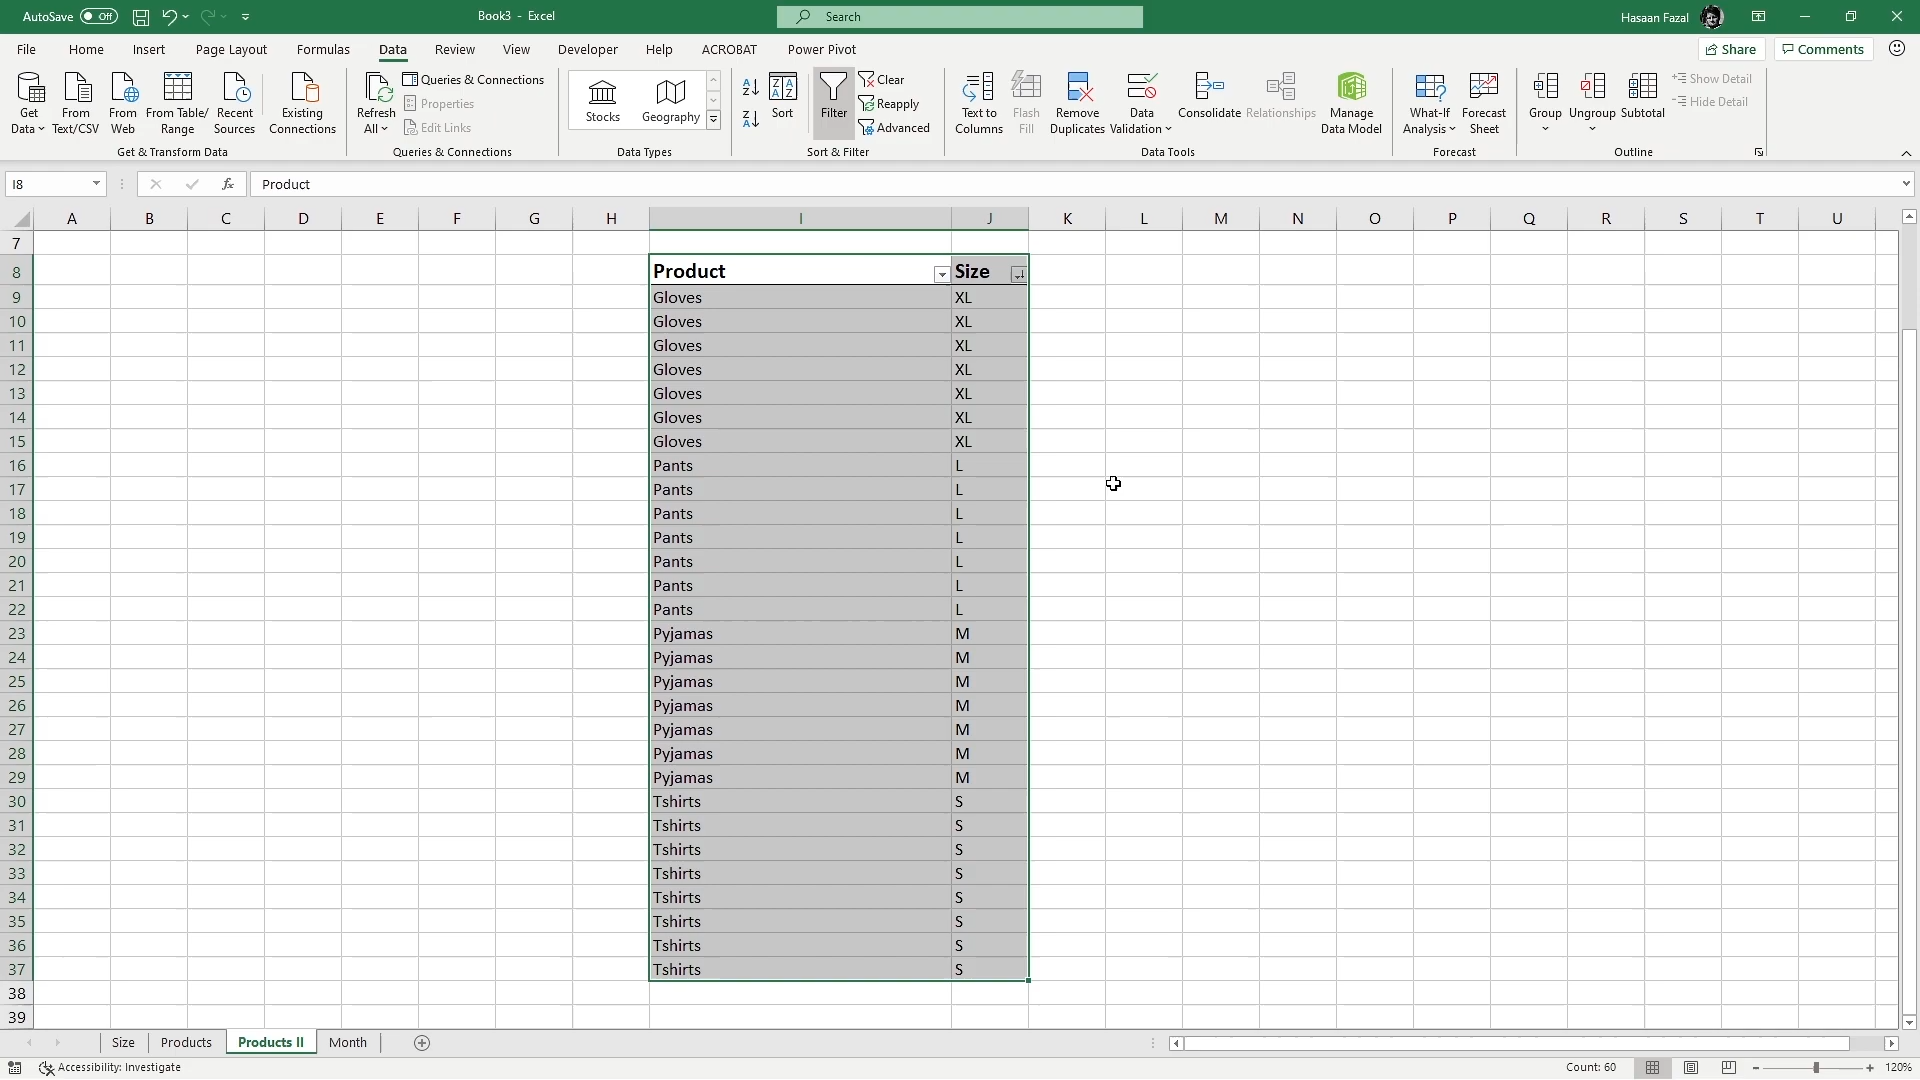 AutoSave Off
Book3 - Excel
Search
Hasaan Fazal
File Home Insert Page Layout Formulas Data Review View Developer Help ACROBAT Power Pivot
Share Comments
Get Data
From Text/CSV
From Web
From Table/ Range
Recent Sources
Existing Connections
Get & Transform Data
Refresh All
Queries & Connections
Properties
Edit Links
Queries & Connections
Stocks
Geography
Data Types
Sort
Filter
Clear
Reapply
Advanced
Sort & Filter
Text to Columns
Flash Fill
Remove Duplicates
Data Validation
Consolidate
Relationships
Manage Data Model
Data Tools
What-If Analysis
Forecast Sheet
Forecast
Group
Ungroup
Subtotal
Show Detail
Hide Detail
Outline
I8
fx
Product
A B C D E F G H I J K L M N O P Q R S T U
7
8 Product Size
9 Gloves XL
10 Gloves XL
11 Gloves XL
12 Gloves XL
13 Gloves XL
14 Gloves XL
15 Gloves XL
16 Pants L
17 Pants L
18 Pants L
19 Pants L
20 Pants L
21 Pants L
22 Pants L
23 Pyjamas M
24 Pyjamas M
25 Pyjamas M
26 Pyjamas M
27 Pyjamas M
28 Pyjamas M
29 Pyjamas M
30 Tshirts S
31 Tshirts S
32 Tshirts S
33 Tshirts S
34 Tshirts S
35 Tshirts S
36 Tshirts S
37 Tshirts S
38
39
Size Products Products II Month
Accessibility: Investigate
Count: 60
120%